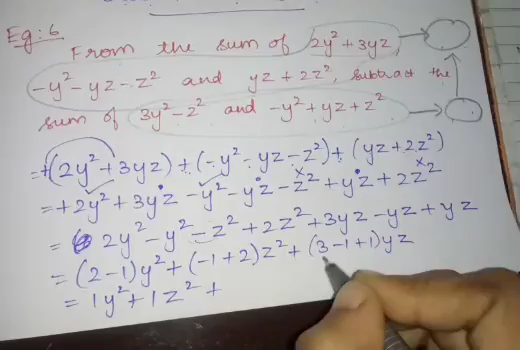 Eg:6
From the sum of 2y²+3yz,
-y²-yz-z² and yz+2z², subtract the
sum of 3y²-z² and -y²+yz+z²
=+(2y²+3yz)+(-y²-yz-z²)+(yz+2z²)
=+2y²+3yz-y²-yz-z²+yz+2z²
= 2y²-y²-z²+2z²+3yz-yz+yz
=(2-1)y²+(-1+2)z²+(3-1+1)yz
=1y²+1z²+